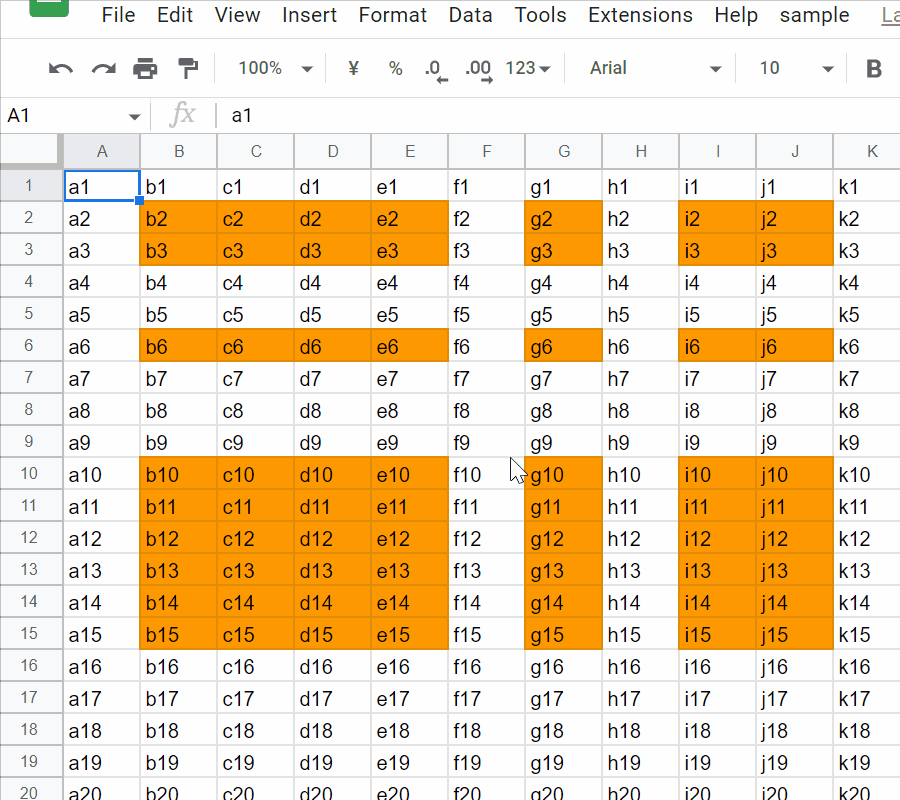 File Edit View Insert Format Data Tools Extensions Help sample La
100% ¥ % .0 .00 123 Arial 10 B
A1 fx a1
A B C D E F G H I J K
1 a1 b1 c1 d1 e1 f1 g1 h1 i1 j1 k1
2 a2 b2 c2 d2 e2 f2 g2 h2 i2 j2 k2
3 a3 b3 c3 d3 e3 f3 g3 h3 i3 j3 k3
4 a4 b4 c4 d4 e4 f4 g4 h4 i4 j4 k4
5 a5 b5 c5 d5 e5 f5 g5 h5 i5 j5 k5
6 a6 b6 c6 d6 e6 f6 g6 h6 i6 j6 k6
7 a7 b7 c7 d7 e7 f7 g7 h7 i7 j7 k7
8 a8 b8 c8 d8 e8 f8 g8 h8 i8 j8 k8
9 a9 b9 c9 d9 e9 f9 g9 h9 i9 j9 k9
10 a10 b10 c10 d10 e10 f10 g10 h10 i10 j10 k10
11 a11 b11 c11 d11 e11 f11 g11 h11 i11 j11 k11
12 a12 b12 c12 d12 e12 f12 g12 h12 i12 j12 k12
13 a13 b13 c13 d13 e13 f13 g13 h13 i13 j13 k13
14 a14 b14 c14 d14 e14 f14 g14 h14 i14 j14 k14
15 a15 b15 c15 d15 e15 f15 g15 h15 i15 j15 k15
16 a16 b16 c16 d16 e16 f16 g16 h16 i16 j16 k16
17 a17 b17 c17 d17 e17 f17 g17 h17 i17 j17 k17
18 a18 b18 c18 d18 e18 f18 g18 h18 i18 j18 k18
19 a19 b19 c19 d19 e19 f19 g19 h19 i19 j19 k19
20 a20 b20 c20 d20 e20 f20 g20 h20 i20 j20 k20